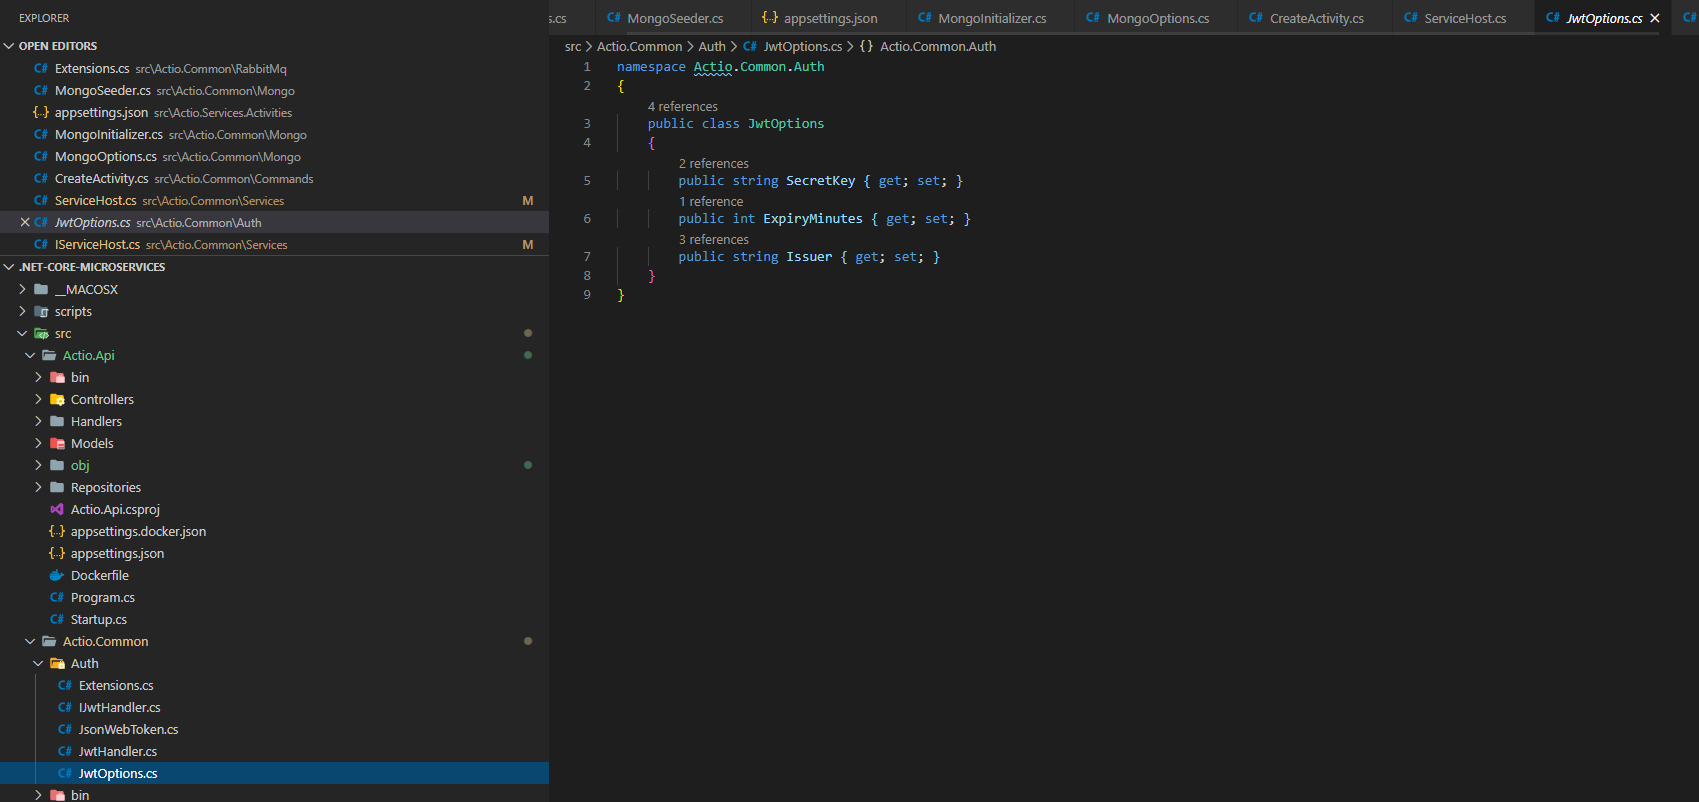 EXPLORER
OPEN EDITORS
C# Extensions.cs src\Actio.Common\RabbitMq
C# MongoSeeder.cs src\Actio.Common\Mongo
{..} appsettings.json src\Actio.Services.Activities
C# MongoInitializer.cs src\Actio.Common\Mongo
C# MongoOptions.cs src\Actio.Common\Mongo
C# CreateActivity.cs src\Actio.Common\Commands
C# ServiceHost.cs src\Actio.Common\Services M
C# JwtOptions.cs src\Actio.Common\Auth
C# IServiceHost.cs src\Actio.Common\Services M
.NET-CORE-MICROSERVICES
__MACOSX
scripts
src
Actio.Api
bin
Controllers
Handlers
Models
obj
Repositories
Actio.Api.csproj
{..} appsettings.docker.json
{..} appsettings.json
Dockerfile
C# Program.cs
C# Startup.cs
Actio.Common
Auth
C# Extensions.cs
C# IJwtHandler.cs
C# JsonWebToken.cs
C# JwtHandler.cs
C# JwtOptions.cs
bin
s.cs C# MongoSeeder.cs {..} appsettings.json C# MongoInitializer.cs C# MongoOptions.cs C# CreateActivity.cs C# ServiceHost.cs C# JwtOptions.cs C#
src > Actio.Common > Auth > C# JwtOptions.cs > {} Actio.Common.Auth
1 namespace Actio.Common.Auth
2 {
4 references
3 public class JwtOptions
4 {
2 references
5 public string SecretKey { get; set; }
1 reference
6 public int ExpiryMinutes { get; set; }
3 references
7 public string Issuer { get; set; }
8 }
9 }